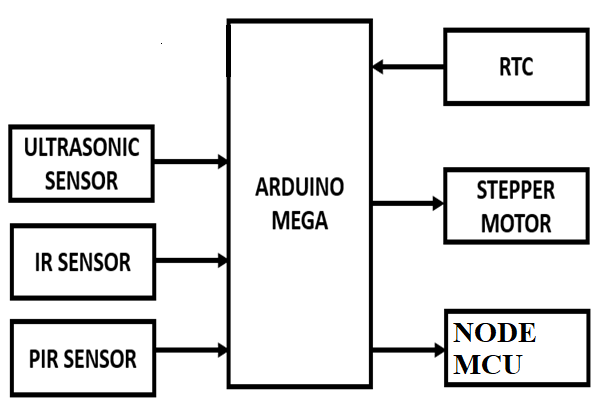 RTC
ULTRASONIC
SENSOR
ARDUINO
MEGA
STEPPER
MOTOR
IR SENSOR
NODE
MCU
PIR SENSOR